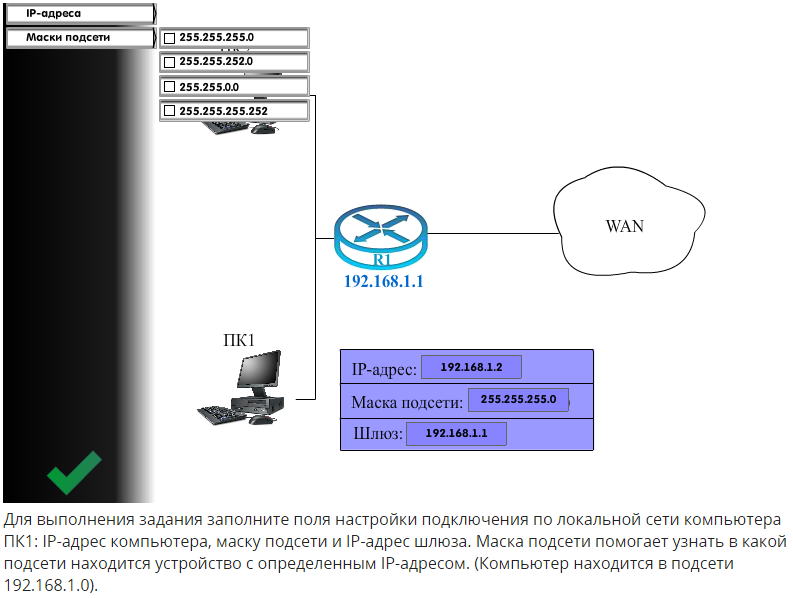 IP-адреса
Маски подсети
255.255.255.0
255.255.252.0
255.255.0.0
255.255.255.252
WAN
R1
192.168.1.1
ПК1
IP-адрес: 192.168.1.2
Маска подсети: 255.255.255.0
Шлюз: 192.168.1.1
Для выполнения задания заполните поля настройки подключения по локальной сети компьютера
ПК1: IP-адрес компьютера, маску подсети и IP-адрес шлюза. Маска подсети помогает узнать в какой
подсети находится устройство с определенным IP-адресом. (Компьютер находится в подсети
192.168.1.0).